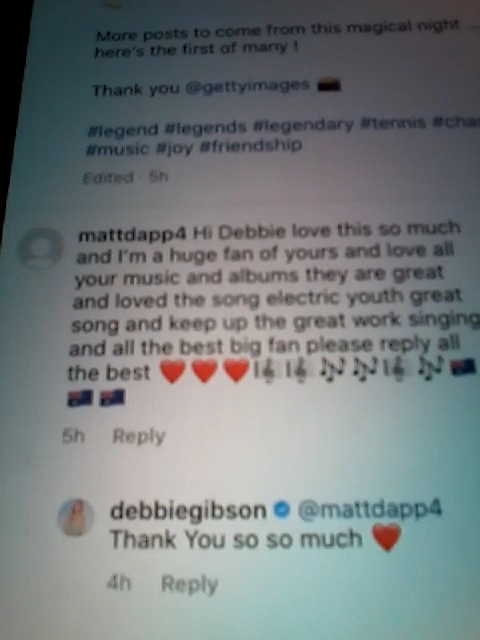 More posts to come from this magical night ...
here's the first of many !
Thank you @gettyimages 📸
#legend #legends #legendary #tennis
#music #joy #friendship
Edited · 5h
mattdapp4 Hi Debbie love this so much
and I'm a huge fan of yours and love all
your music and albums they are great
and loved the song electric youth great
song and keep up the great work singing
and all the best big fan please reply all
the best ❤️❤️❤️🎼🎼🎶🎶🎼🎶🇦🇺
🇦🇺🇦🇺
5h Reply
debbiegibson @mattdapp4
Thank You so so much ❤️
4h Reply